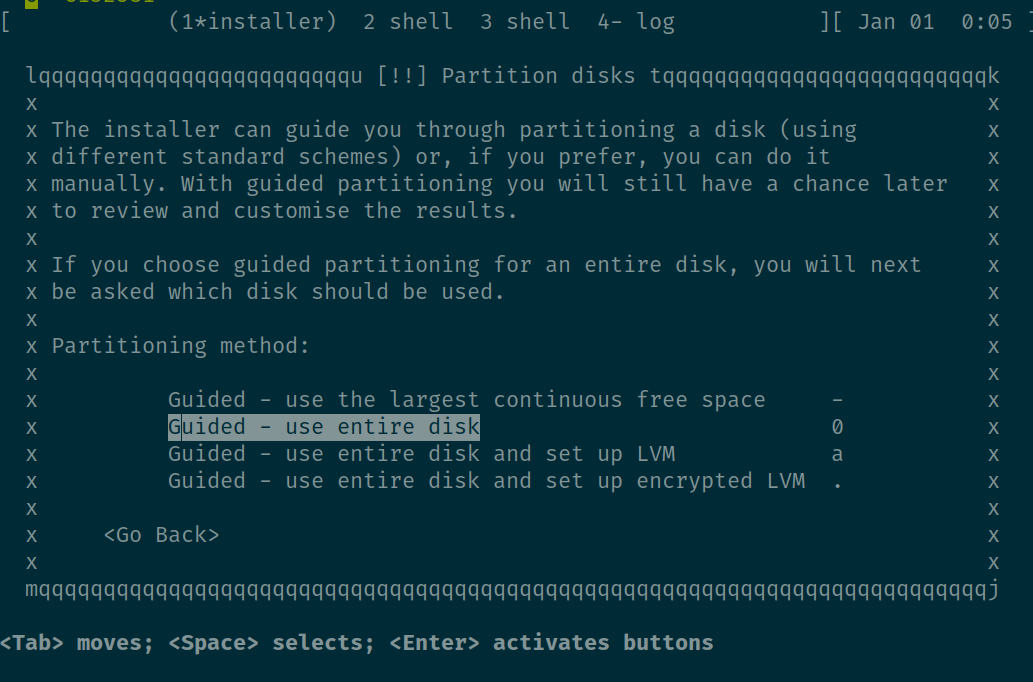 [            (1*installer)  2 shell  3 shell  4- log           ][ Jan 01  0:05 ]
lqqqqqqqqqqqqqqqqqqqqqqqqu [!!] Partition disks tqqqqqqqqqqqqqqqqqqqqqqqqqk
x                                                                         x
x The installer can guide you through partitioning a disk (using          x
x different standard schemes) or, if you prefer, you can do it            x
x manually. With guided partitioning you will still have a chance later   x
x to review and customise the results.                                    x
x                                                                         x
x If you choose guided partitioning for an entire disk, you will next     x
x be asked which disk should be used.                                     x
x                                                                         x
x Partitioning method:                                                    x
x                                                                         x
x          Guided - use the largest continuous free space     -           x
x          Guided - use entire disk                           0           x
x          Guided - use entire disk and set up LVM            a           x
x          Guided - use entire disk and set up encrypted LVM  .           x
x                                                                         x
x     <Go Back>                                                           x
x                                                                         x
mqqqqqqqqqqqqqqqqqqqqqqqqqqqqqqqqqqqqqqqqqqqqqqqqqqqqqqqqqqqqqqqqqqqqqqqqqj
<Tab> moves; <Space> selects; <Enter> activates buttons